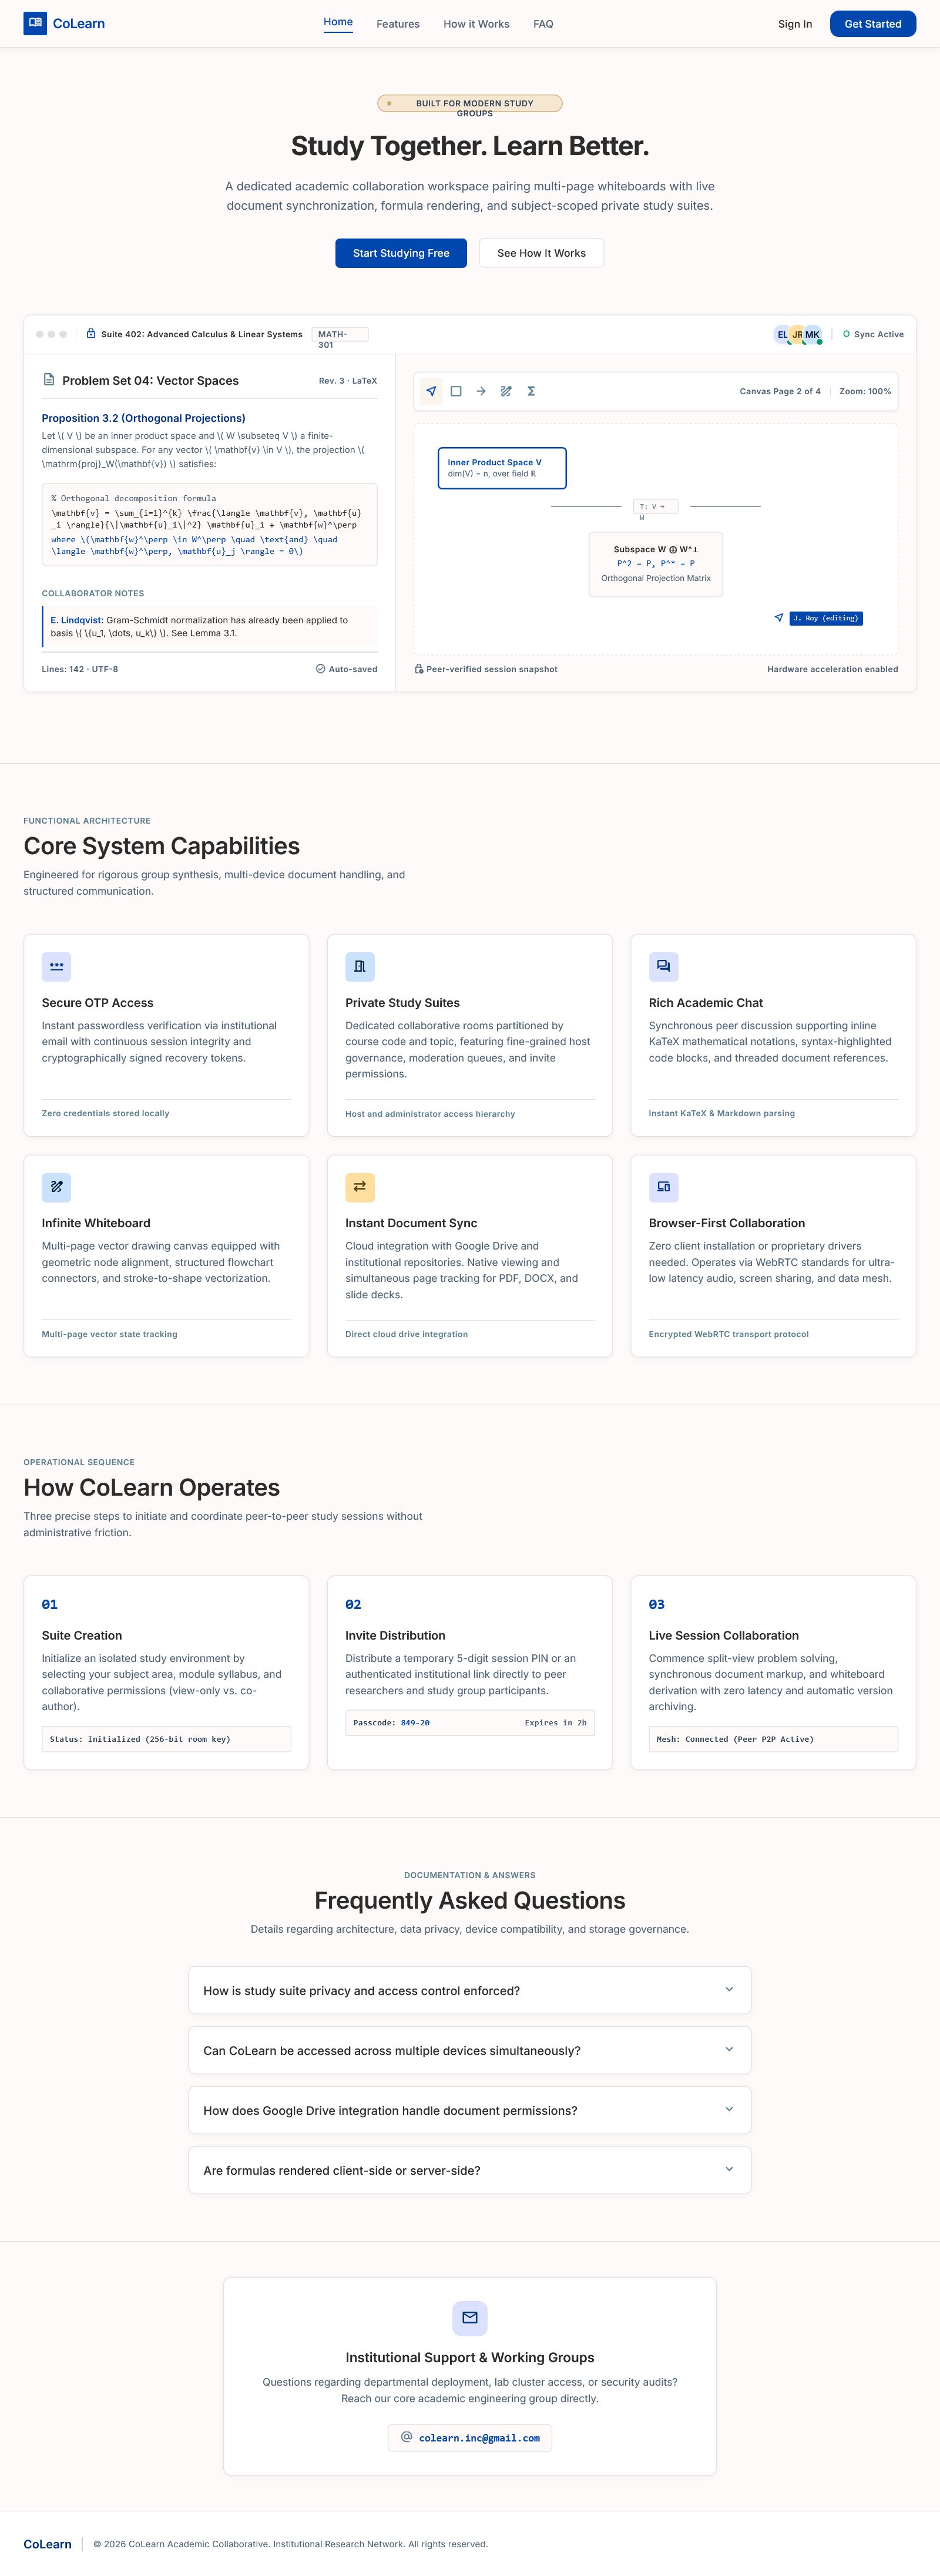 CoLearn
Home
Features
How it Works
FAQ
Sign In
Get Started
BUILT FOR MODERN STUDY
GROUPS
Study Together. Learn Better.
A dedicated academic collaboration workspace pairing multi-page whiteboards with live
document synchronization, formula rendering, and subject-scoped private study suites.
Start Studying Free
See How It Works
Suite 402: Advanced Calculus & Linear Systems
MATH-
301
EL
JR
MK
Sync Active
Problem Set 04: Vector Spaces
Rev. 3 · LaTeX
Proposition 3.2 (Orthogonal Projections)
Let \( V \) be an inner product space and \( W \subseteq V \) a finite-
dimensional subspace. For any vector \( \mathbf{v} \in V \), the projection \(
\mathrm{proj}_W(\mathbf{v}) \) satisfies:
% Orthogonal decomposition formula
\mathbf{v} = \sum_{i=1}^{k} \frac{\langle \mathbf{v}, \mathbf{u}
_i \rangle}{\|\mathbf{u}_i\|^2} \mathbf{u}_i + \mathbf{w}^\perp
where \(\mathbf{w}^\perp \in W^\perp \quad \text{and} \quad
\langle \mathbf{w}^\perp, \mathbf{u}_j \rangle = 0\)
COLLABORATOR NOTES
E. Lindqvist: Gram-Schmidt normalization has already been applied to
basis \( \{u_1, \dots, u_k\} \). See Lemma 3.1.
Lines: 142 · UTF-8
Auto-saved
Canvas Page 2 of 4
Zoom: 100%
Inner Product Space V
dim(V) = n, over field ℝ
T: V →
W
Subspace W ⊕ W^⊥
P^2 = P, P^* = P
Orthogonal Projection Matrix
J. Roy (editing)
Peer-verified session snapshot
Hardware acceleration enabled
FUNCTIONAL ARCHITECTURE
Core System Capabilities
Engineered for rigorous group synthesis, multi-device document handling, and
structured communication.
Secure OTP Access
Instant passwordless verification via institutional
email with continuous session integrity and
cryptographically signed recovery tokens.
Zero credentials stored locally
Private Study Suites
Dedicated collaborative rooms partitioned by
course code and topic, featuring fine-grained host
governance, moderation queues, and invite
permissions.
Host and administrator access hierarchy
Rich Academic Chat
Synchronous peer discussion supporting inline
KaTeX mathematical notations, syntax-highlighted
code blocks, and threaded document references.
Instant KaTeX & Markdown parsing
Infinite Whiteboard
Multi-page vector drawing canvas equipped with
geometric node alignment, structured flowchart
connectors, and stroke-to-shape vectorization.
Multi-page vector state tracking
Instant Document Sync
Cloud integration with Google Drive and
institutional repositories. Native viewing and
simultaneous page tracking for PDF, DOCX, and
slide decks.
Direct cloud drive integration
Browser-First Collaboration
Zero client installation or proprietary drivers
needed. Operates via WebRTC standards for ultra-
low latency audio, screen sharing, and data mesh.
Encrypted WebRTC transport protocol
OPERATIONAL SEQUENCE
How CoLearn Operates
Three precise steps to initiate and coordinate peer-to-peer study sessions without
administrative friction.
01
Suite Creation
Initialize an isolated study environment by
selecting your subject area, module syllabus, and
collaborative permissions (view-only vs. co-
author).
Status: Initialized (256-bit room key)
02
Invite Distribution
Distribute a temporary 5-digit session PIN or an
authenticated institutional link directly to peer
researchers and study group participants.
Passcode: 849-20
Expires in 2h
03
Live Session Collaboration
Commence split-view problem solving,
synchronous document markup, and whiteboard
derivation with zero latency and automatic version
archiving.
Mesh: Connected (Peer P2P Active)
DOCUMENTATION & ANSWERS
Frequently Asked Questions
Details regarding architecture, data privacy, device compatibility, and storage governance.
How is study suite privacy and access control enforced?
Can CoLearn be accessed across multiple devices simultaneously?
How does Google Drive integration handle document permissions?
Are formulas rendered client-side or server-side?
Institutional Support & Working Groups
Questions regarding departmental deployment, lab cluster access, or security audits?
Reach our core academic engineering group directly.
colearn.inc@gmail.com
CoLearn
© 2026 CoLearn Academic Collaborative. Institutional Research Network. All rights reserved.